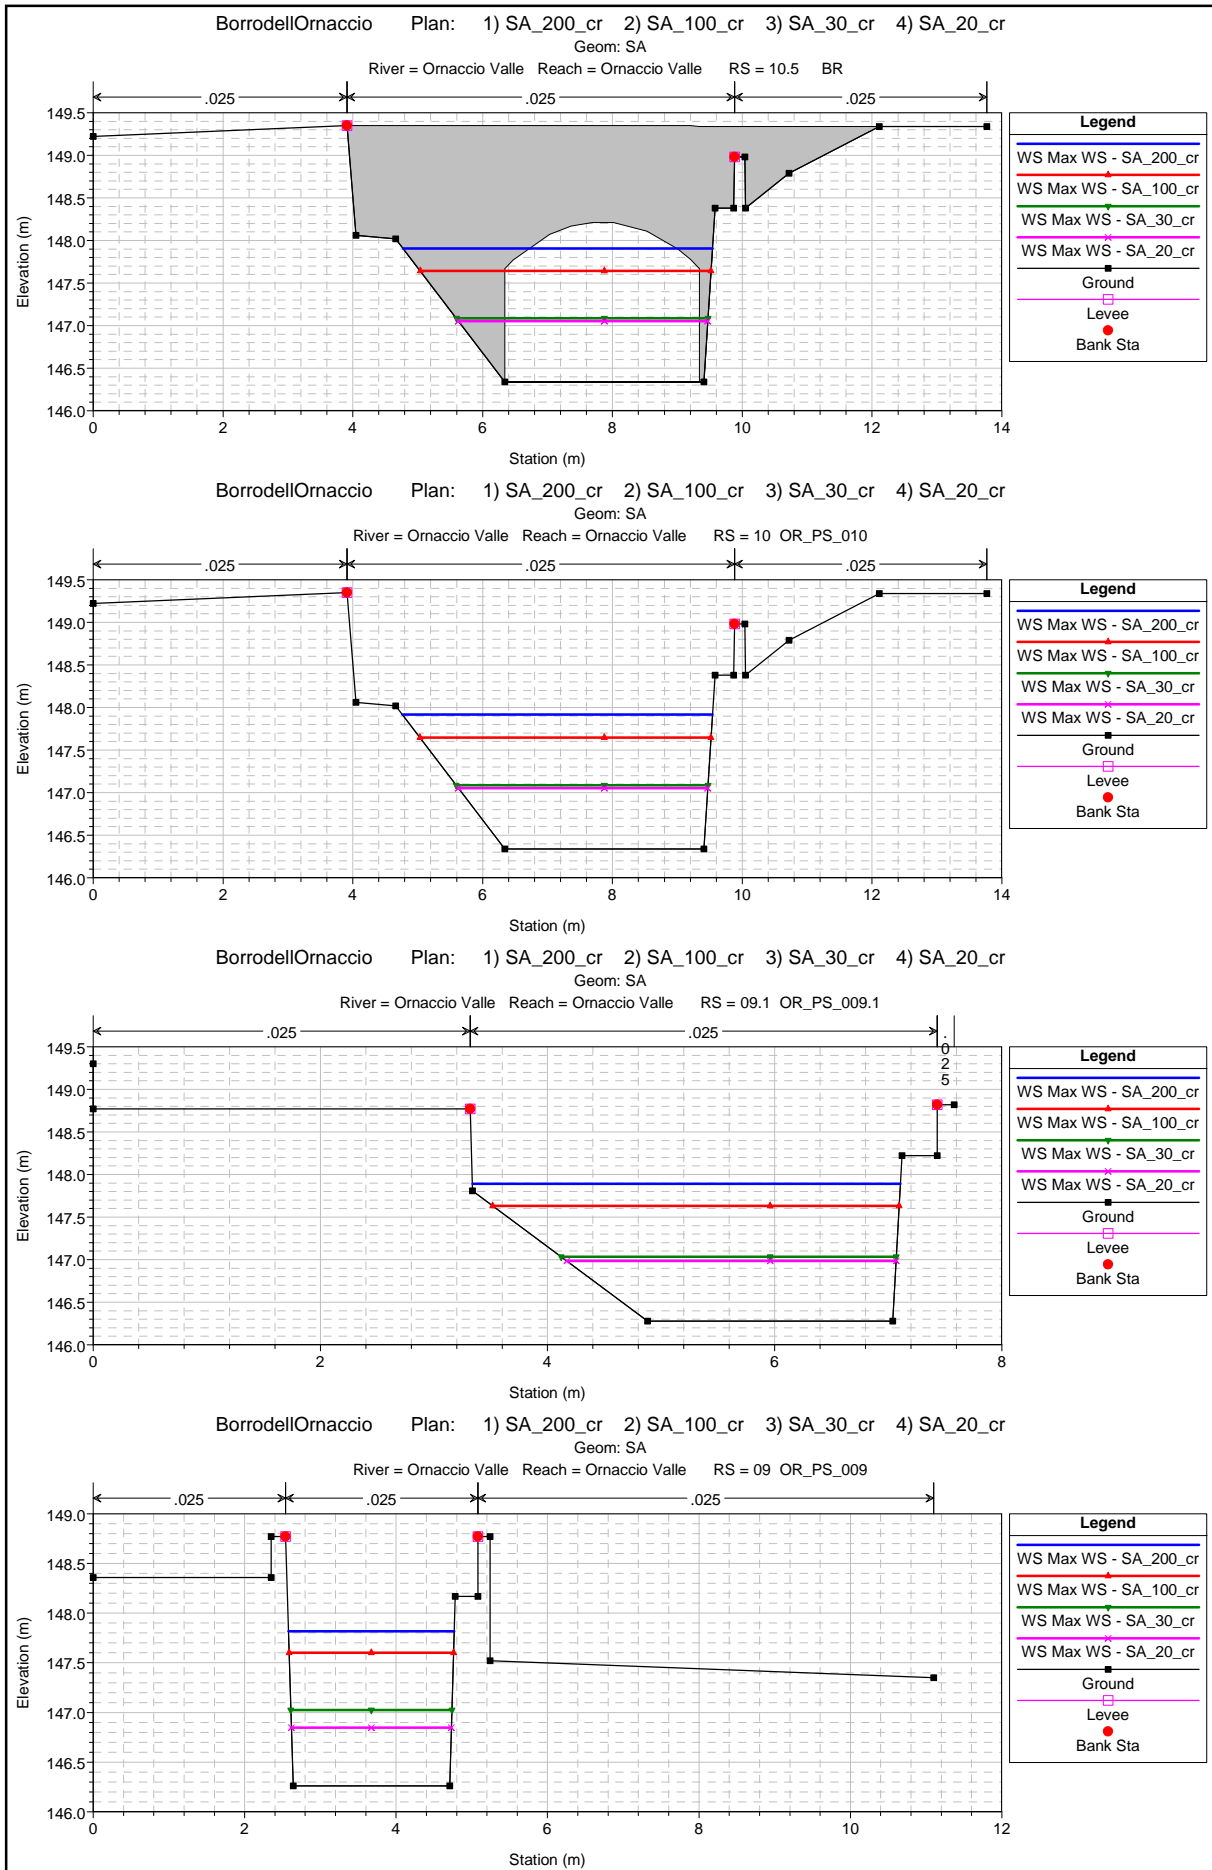 BorrodellOrnaccio Plan: 1) SA_200_cr 2) SA_100_cr 3) SA_30_cr 4) SA_20_cr
Geom: SA
River = Ornaccio Valle Reach = Ornaccio Valle RS = 10.5 BR
.025 .025 .025
149.5
149.0
148.5
148.0
147.5
147.0
146.5
146.0
Elevation (m)
0 2 4 6 8 10 12 14
Station (m)
Legend
WS Max WS - SA_200_cr
WS Max WS - SA_100_cr
WS Max WS - SA_30_cr
WS Max WS - SA_20_cr
Ground
Levee
Bank Sta
BorrodellOrnaccio Plan: 1) SA_200_cr 2) SA_100_cr 3) SA_30_cr 4) SA_20_cr
Geom: SA
River = Ornaccio Valle Reach = Ornaccio Valle RS = 10 OR_PS_010
.025 .025 .025
149.5
149.0
148.5
148.0
147.5
147.0
146.5
146.0
Elevation (m)
0 2 4 6 8 10 12 14
Station (m)
Legend
WS Max WS - SA_200_cr
WS Max WS - SA_100_cr
WS Max WS - SA_30_cr
WS Max WS - SA_20_cr
Ground
Levee
Bank Sta
BorrodellOrnaccio Plan: 1) SA_200_cr 2) SA_100_cr 3) SA_30_cr 4) SA_20_cr
Geom: SA
River = Ornaccio Valle Reach = Ornaccio Valle RS = 09.1 OR_PS_009.1
.025 .025 .025
149.5
149.0
148.5
148.0
147.5
147.0
146.5
146.0
Elevation (m)
0 2 4 6 8
Station (m)
Legend
WS Max WS - SA_200_cr
WS Max WS - SA_100_cr
WS Max WS - SA_30_cr
WS Max WS - SA_20_cr
Ground
Levee
Bank Sta
BorrodellOrnaccio Plan: 1) SA_200_cr 2) SA_100_cr 3) SA_30_cr 4) SA_20_cr
Geom: SA
River = Ornaccio Valle Reach = Ornaccio Valle RS = 09 OR_PS_009
.025 .025 .025
149.0
148.5
148.0
147.5
147.0
146.5
146.0
Elevation (m)
0 2 4 6 8 10 12
Station (m)
Legend
WS Max WS - SA_200_cr
WS Max WS - SA_100_cr
WS Max WS - SA_30_cr
WS Max WS - SA_20_cr
Ground
Levee
Bank Sta